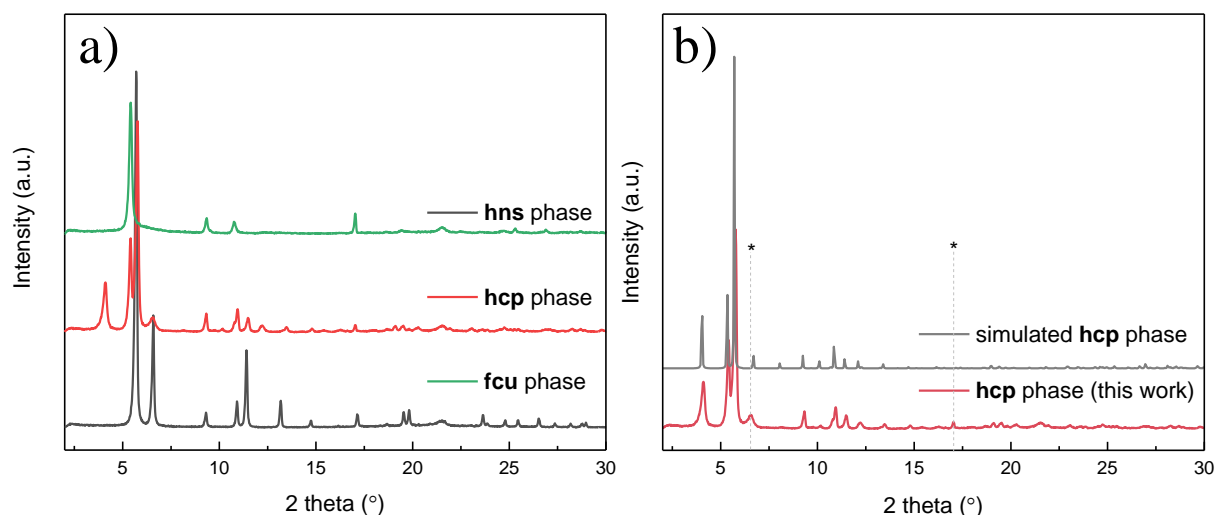 a)
Intensity (a.u.)
hns phase
hcp phase
fcu phase
5 10 15 20 25 30
2 theta (°)
b)
Intensity (a.u.)
* *
simulated hcp phase
hcp phase (this work)
5 10 15 20 25 30
2 theta (°)